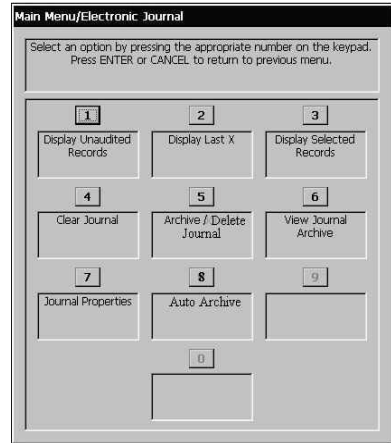 Main Menu/Electronic Journal
Select an option by pressing the appropriate number on the keypad.
Press ENTER or CANCEL to return to previous menu.
1 2 3
Display Unaudited Records
Display Last X
Display Selected Records
4 5 6
Clear Journal
Archive / Delete Journal
View Journal Archive
7 8 9
Journal Properties
Auto Archive
0